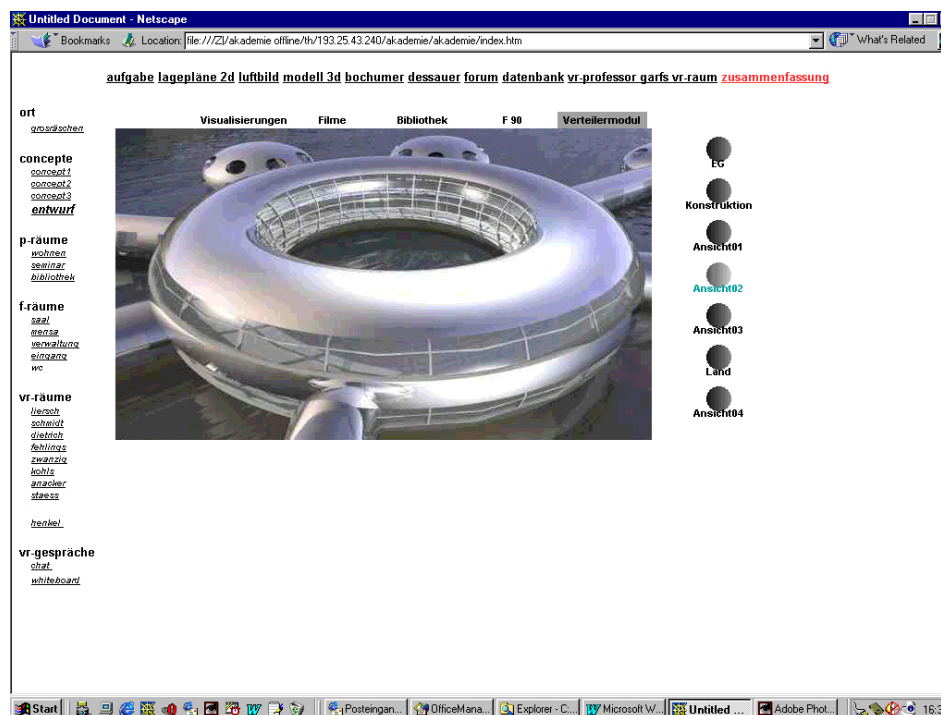 Untitled Document - Netscape
Bookmarks Location: file:///Z|/akademie offline/th/193.25.43.240/akademie/akademie/index.htm What's Related
aufgabe lagepläne 2d luftbild modell 3d bochumer dessauer forum datenbank vr-professor garfs vr-raum zusammenfassung
Visualisierungen Filme Bibliothek F 90 Verteilermodul
ort
grosräschen
concepte
concept1
concept2
concept3
entwurf
p-räume
wohnen
seminar
bibliothek
f-räume
saal
mensa
verwaltung
eingang
wc
vr-räume
liersch
schmidt
dietrich
fehlings
zwanzig
kohls
anacker
staess
henkel
vr-gespräche
chat
whiteboard
EG
Konstruktion
Ansicht01
Ansicht02
Ansicht03
Land
Ansicht04
Start Posteingan... OfficeMana... Explorer - C:... Microsoft W... Untitled ... Adobe Phot...